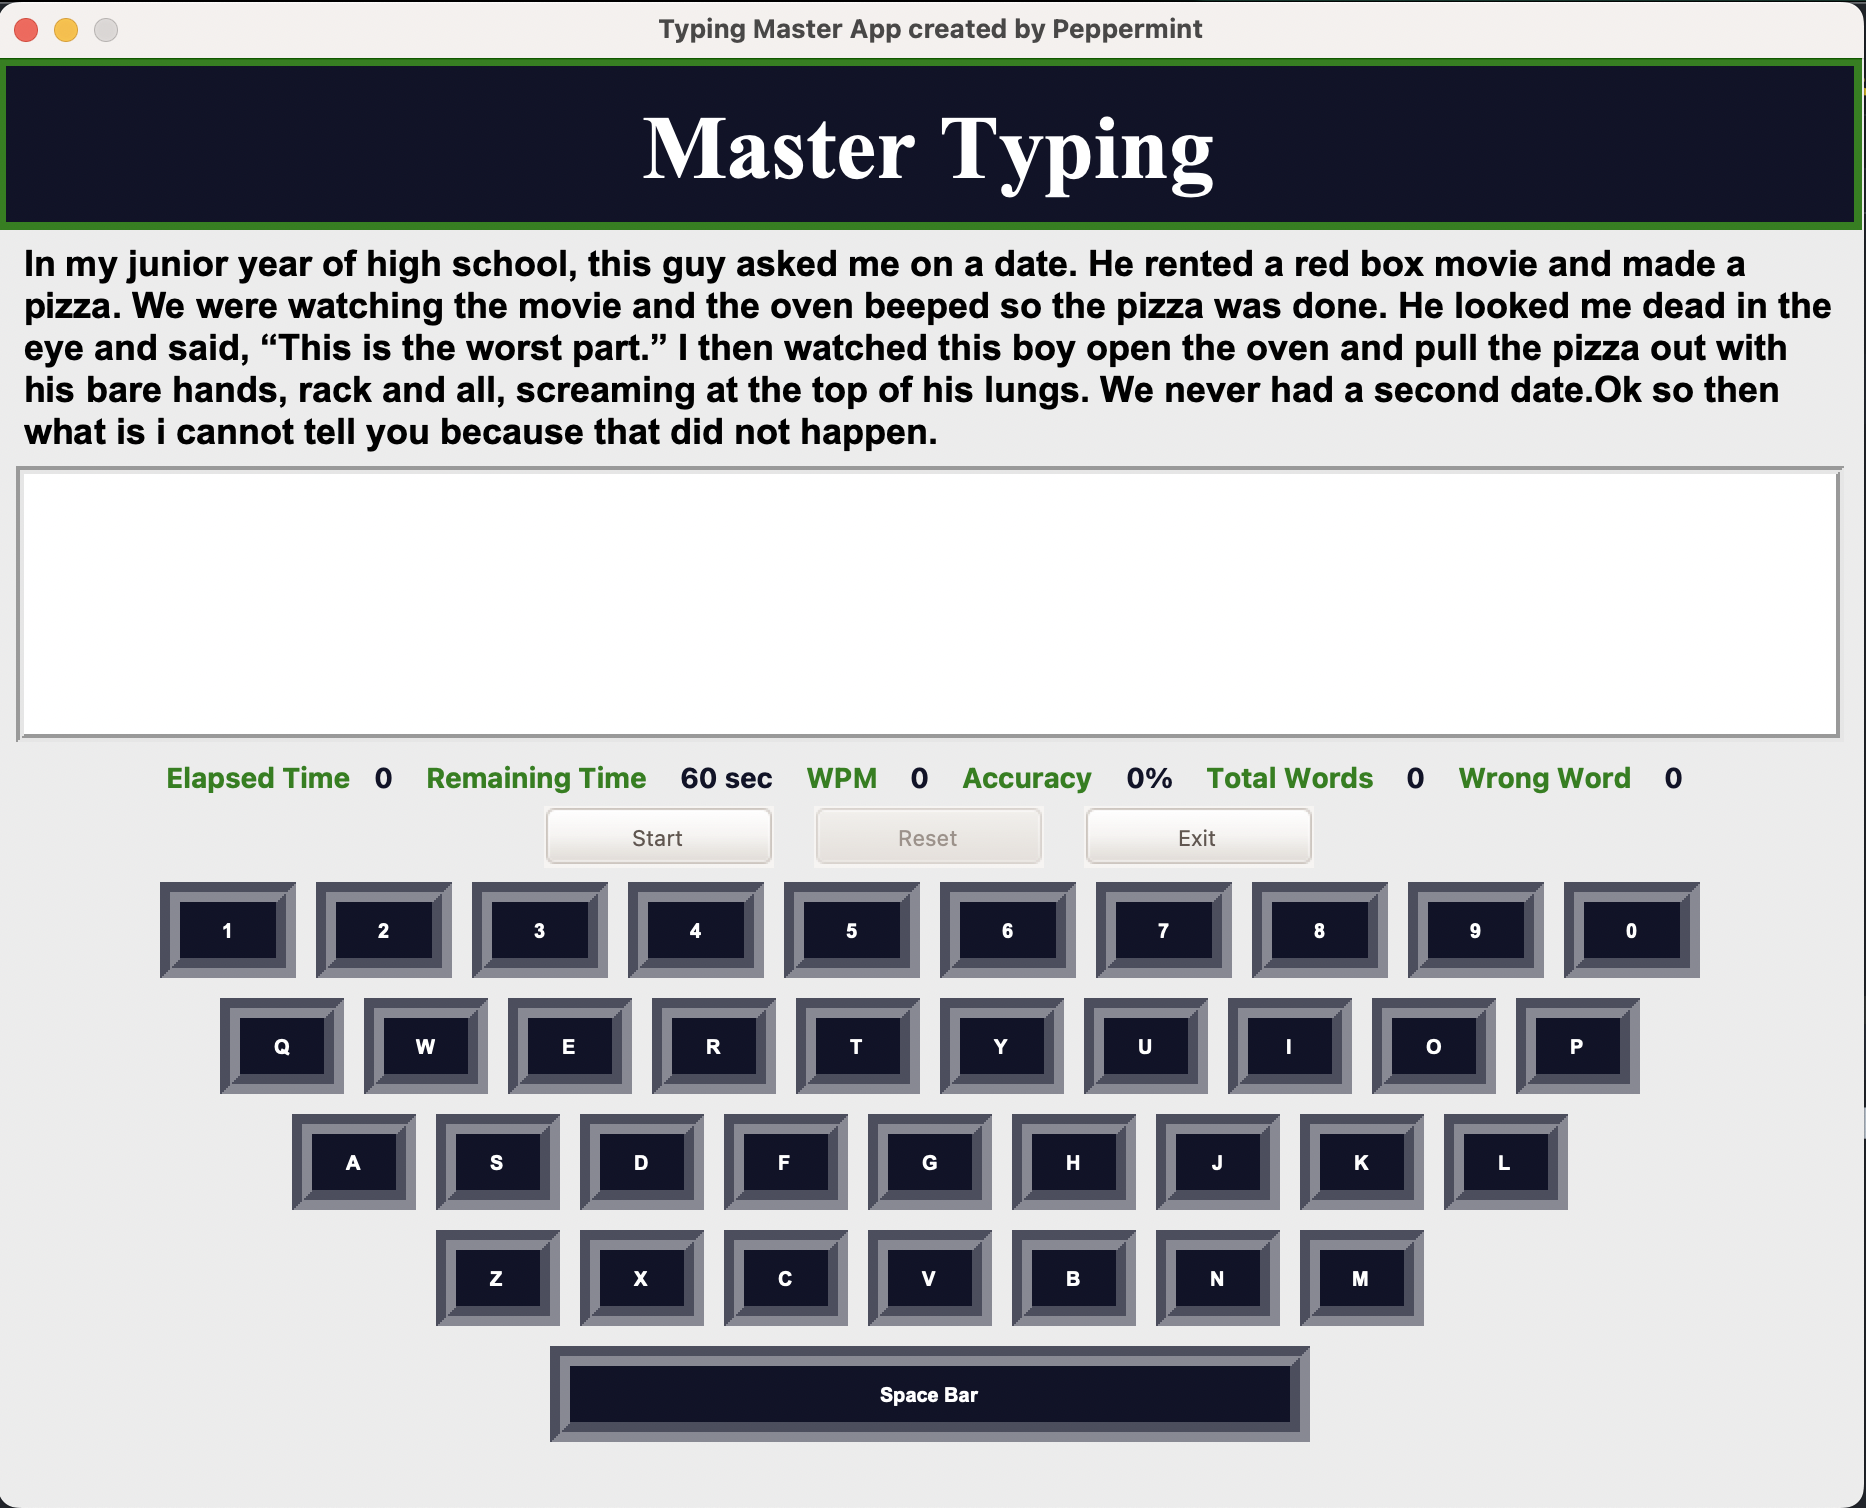 Typing Master App created by Peppermint
Master Typing
In my junior year of high school, this guy asked me on a date. He rented a red box movie and made a
pizza. We were watching the movie and the oven beeped so the pizza was done. He looked me dead in the
eye and said, “This is the worst part.” I then watched this boy open the oven and pull the pizza out with
his bare hands, rack and all, screaming at the top of his lungs. We never had a second date.Ok so then
what is i cannot tell you because that did not happen.
Elapsed Time 0 Remaining Time 60 sec WPM 0 Accuracy 0% Total Words 0 Wrong Word 0
Start Reset Exit
1 2 3 4 5 6 7 8 9 0
Q W E R T Y U I O P
A S D F G H J K L
Z X C V B N M
Space Bar